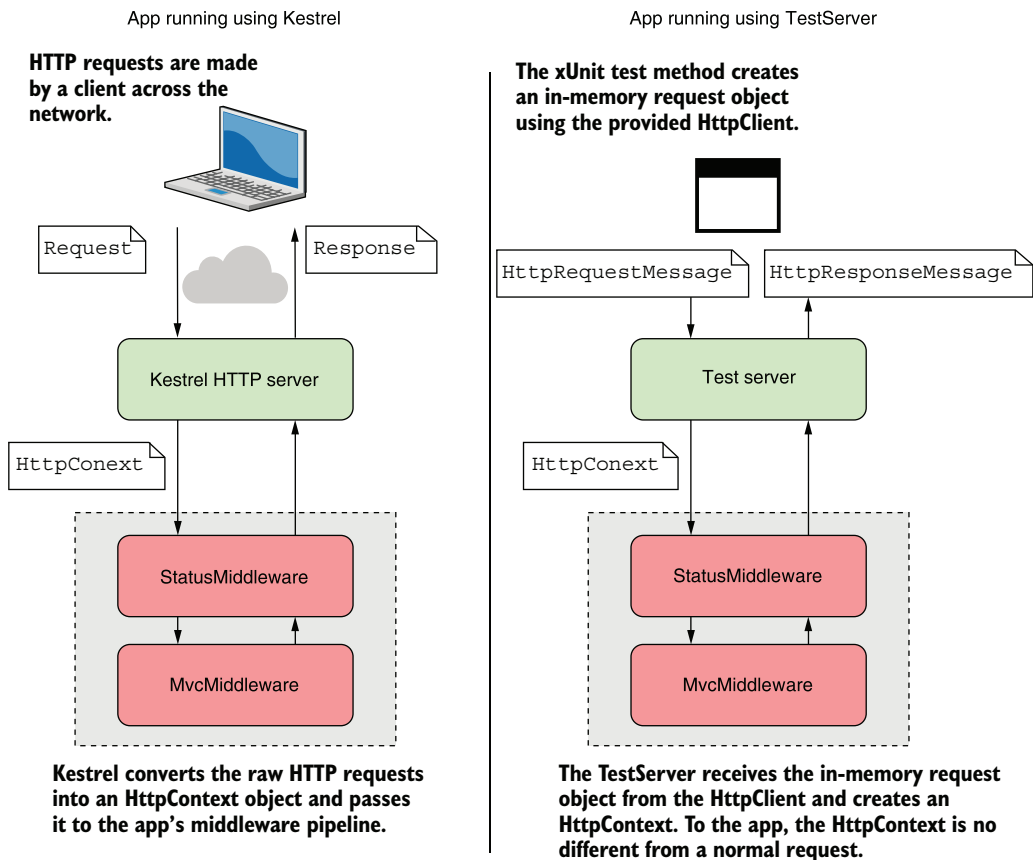 App running using Kestrel
HTTP requests are made
by a client across the
network.
Request
Response
Kestrel HTTP server
HttpConext
StatusMiddleware
MvcMiddleware
Kestrel converts the raw HTTP requests
into an HttpContext object and passes
it to the app’s middleware pipeline.
App running using TestServer
The xUnit test method creates
an in-memory request object
using the provided HttpClient.
HttpRequestMessage
HttpResponseMessage
Test server
HttpConext
StatusMiddleware
MvcMiddleware
The TestServer receives the in-memory request
object from the HttpClient and creates an
HttpContext. To the app, the HttpContext is no
different from a normal request.